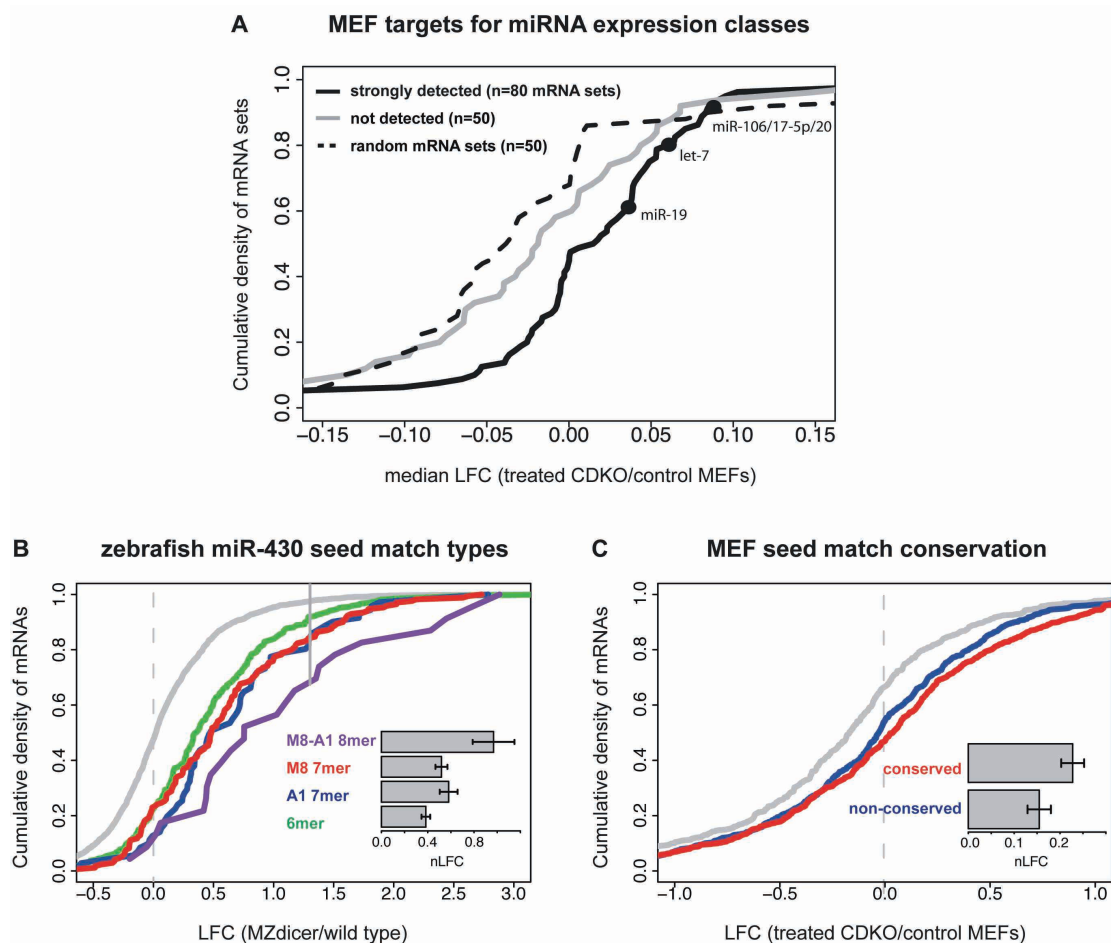 A MEF targets for miRNA expression classes
Cumulative density of mRNA sets
1.0
0.8
0.6
0.4
0.2
0.0
strongly detected (n=80 mRNA sets)
not detected (n=50)
random mRNA sets (n=50)
miR-106/17-5p/20
let-7
miR-19
−0.15 −0.10 −0.05 0.00 0.05 0.10 0.15
median LFC (treated CDKO/control MEFs)
B zebrafish miR-430 seed match types
Cumulative density of mRNAs
1.0
0.8
0.6
0.4
0.2
0.0
M8-A1 8mer
M8 7mer
A1 7mer
6mer
0.0 0.4 0.8
nLFC
−0.5 0.0 0.5 1.0 1.5 2.0 2.5 3.0
LFC (MZdicer/wild type)
C MEF seed match conservation
Cumulative density of mRNAs
1.0
0.8
0.6
0.4
0.2
0.0
conserved
non-conserved
0.0 0.1 0.2
nLFC
−1.0 −0.5 0.0 0.5 1.0
LFC (treated CDKO/control MEFs)